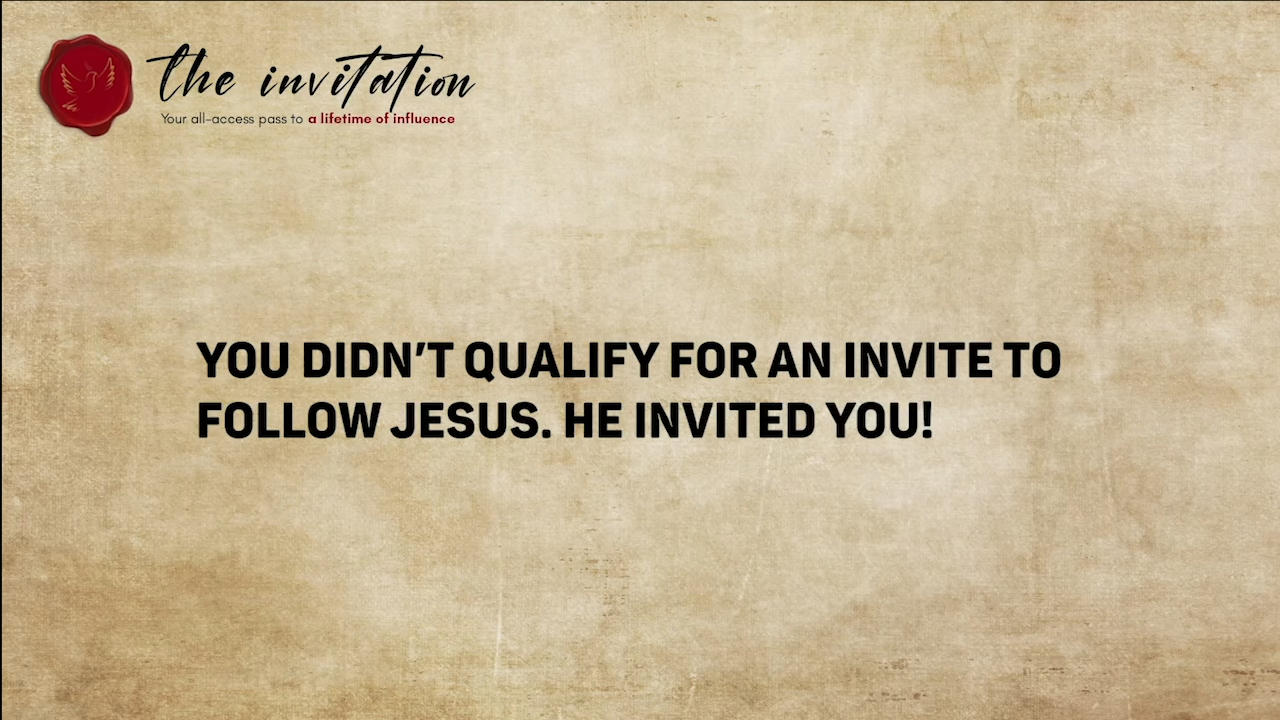 the invitation
Your all-access pass to a lifetime of influence
YOU DIDN’T QUALIFY FOR AN INVITE TO
FOLLOW JESUS. HE INVITED YOU!